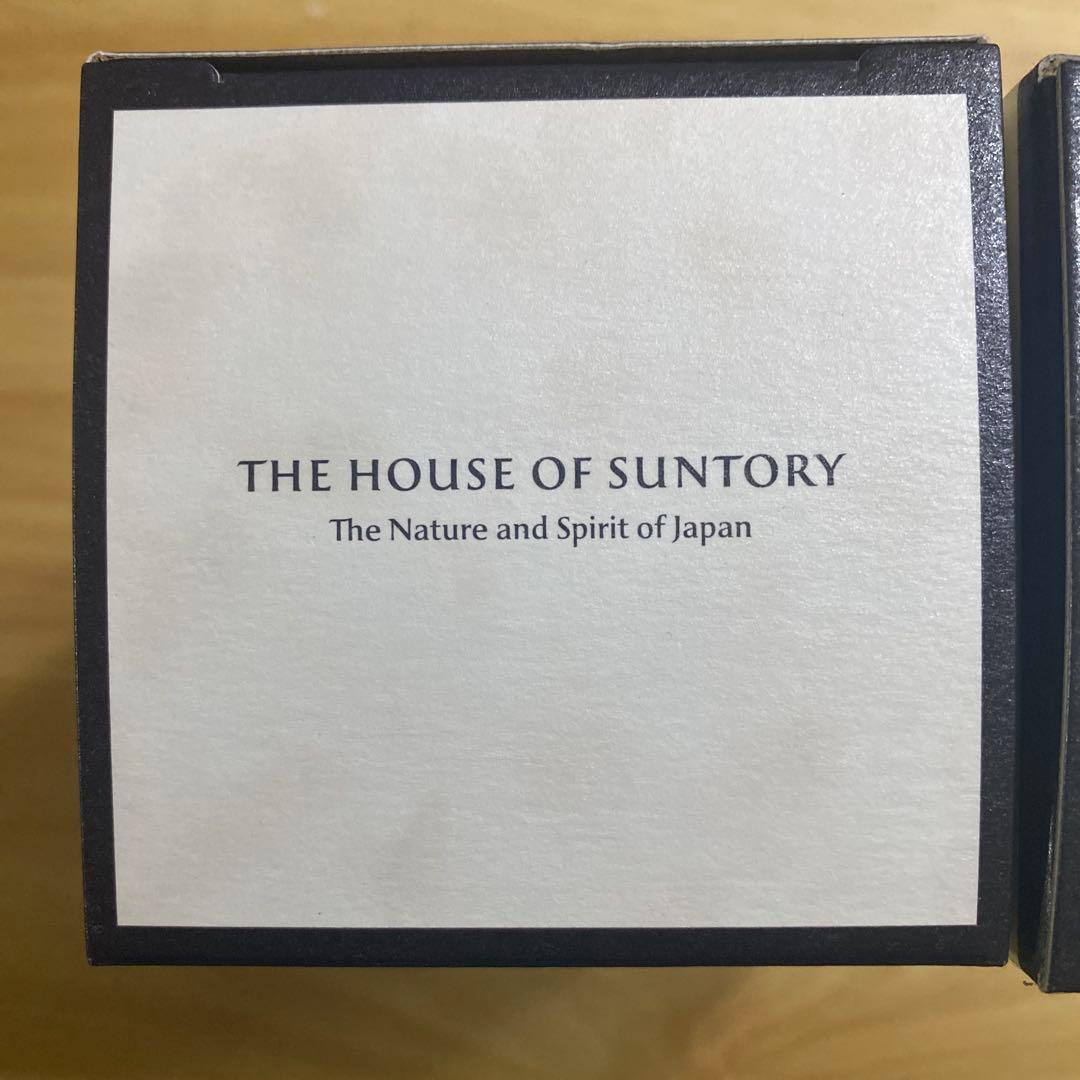 THE HOUSE OF SUNTORY
The Nature and Spirit of Japan